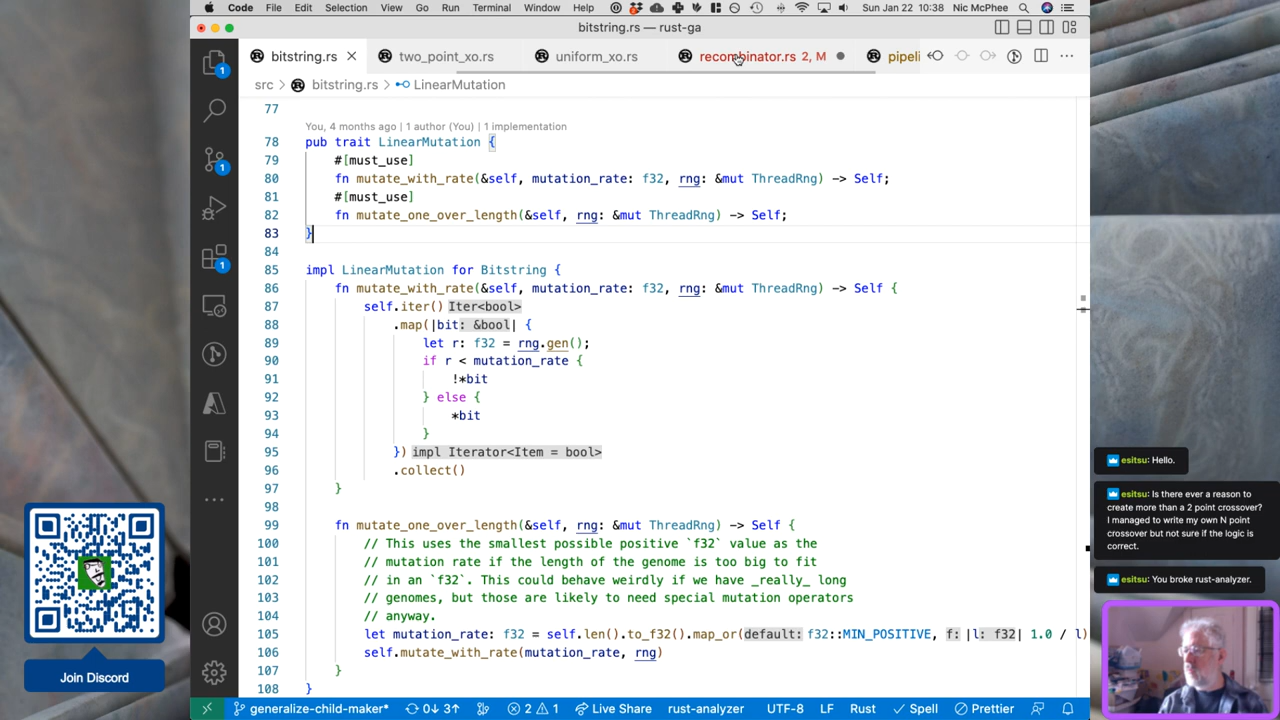 Code File Edit Selection View Go Run Terminal Window Help Sun Jan 22 10:38 Nic McPhee
bitstring.rs — rust-ga
bitstring.rs two_point_xo.rs uniform_xo.rs recombinator.rs 2, M pipeli
src > bitstring.rs > LinearMutation
77
You, 4 months ago | 1 author (You) | 1 implementation
78 pub trait LinearMutation {
79 #[must_use]
80 fn mutate_with_rate(&self, mutation_rate: f32, rng: &mut ThreadRng) -> Self;
81 #[must_use]
82 fn mutate_one_over_length(&self, rng: &mut ThreadRng) -> Self;
83 }
84
85 impl LinearMutation for Bitstring {
86 fn mutate_with_rate(&self, mutation_rate: f32, rng: &mut ThreadRng) -> Self {
87 self.iter() Iter<bool>
88 .map(|bit: &bool| {
89 let r: f32 = rng.gen();
90 if r < mutation_rate {
91 !*bit
92 } else {
93 *bit
94 }
95 }) impl Iterator<Item = bool>
96 .collect()
97 }
98
99 fn mutate_one_over_length(&self, rng: &mut ThreadRng) -> Self {
100 // This uses the smallest possible positive `f32` value as the
101 // mutation rate if the length of the genome is too big to fit
102 // in an `f32`. This could behave weirdly if we have _really_ long
103 // genomes, but those are likely to need special mutation operators
104 // anyway.
105 let mutation_rate: f32 = self.len().to_f32().map_or(default: f32::MIN_POSITIVE, f: |l: f32| 1.0 / l)
106 self.mutate_with_rate(mutation_rate, rng)
107 }
108 }
1
1
1
generalize-child-maker* 0↓ 3↑ 2 1 Live Share rust-analyzer UTF-8 LF Rust Spell Prettier
Join Discord
esitsu: Hello.
esitsu: Is there ever a reason to
create more than a 2 point crossover?
I managed to write my own N point
crossover but not sure if the logic is
correct.
esitsu: You broke rust-analyzer.